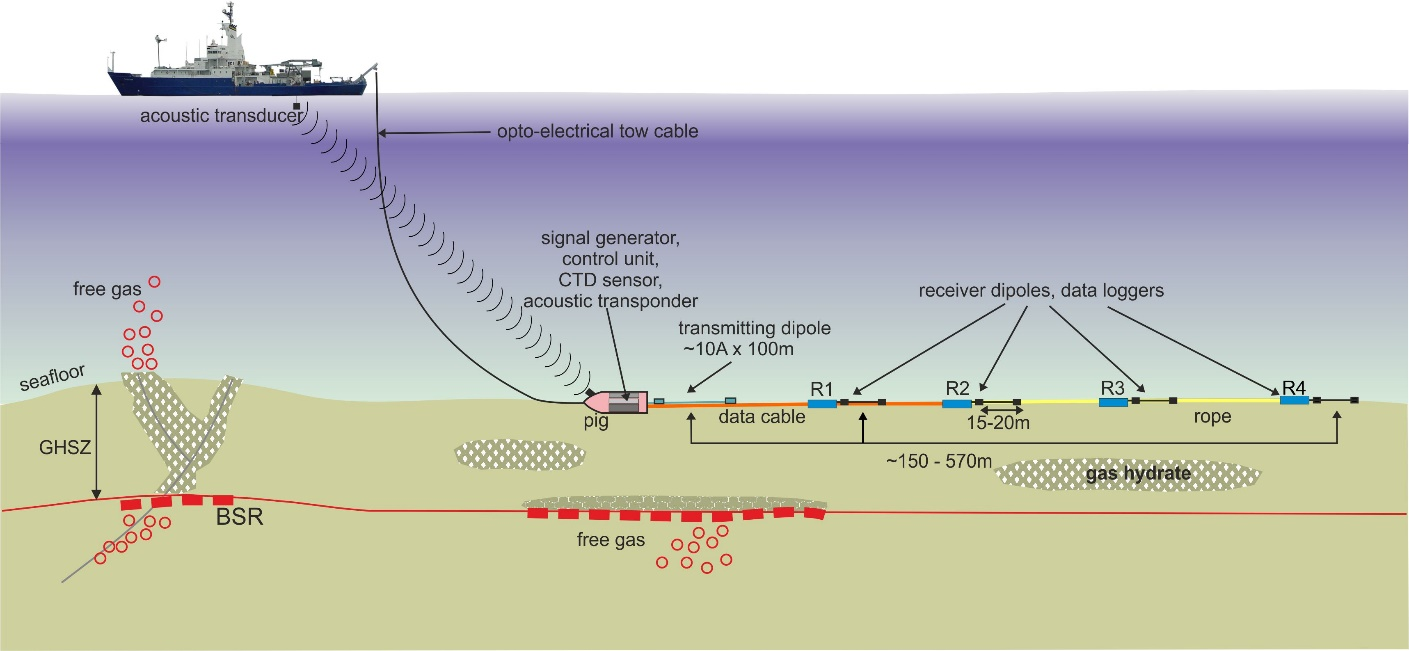 acoustic transducer
opto-electrical tow cable
signal generator,
control unit,
CTD sensor,
acoustic transponder
free gas
receiver dipoles, data loggers
transmitting dipole
~10A x 100m
seafloor
R1
R2
R3
R4
pig
data cable
15-20m
rope
GHSZ
~150 - 570m
gas hydrate
BSR
free gas